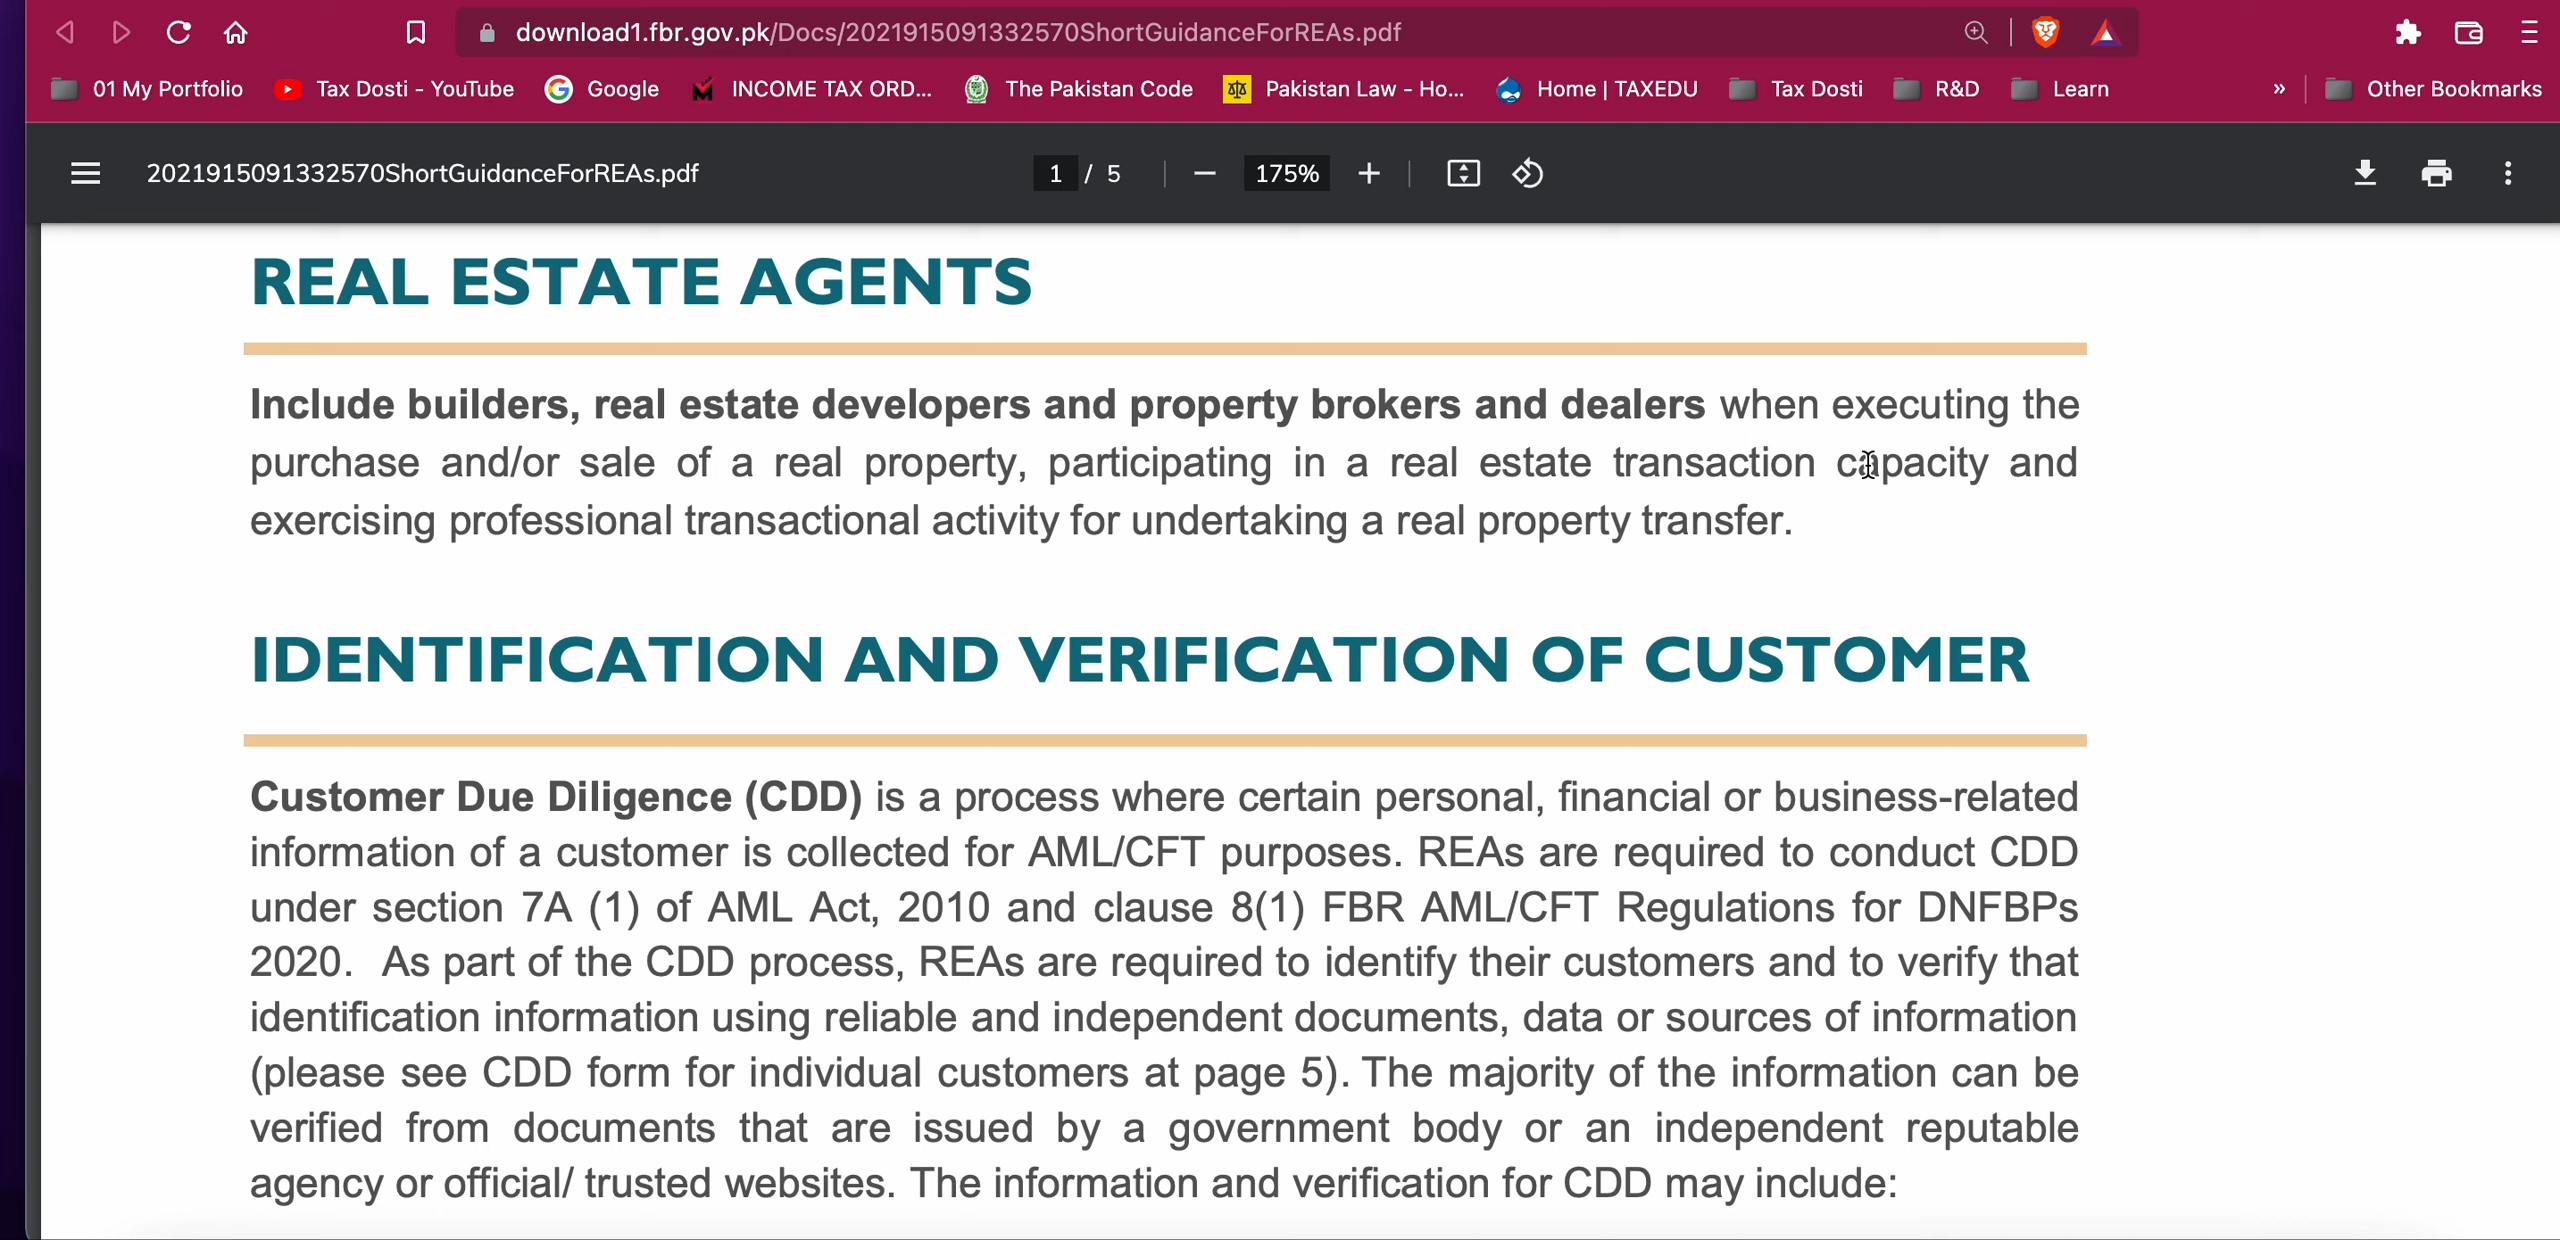 download1.fbr.gov.pk/Docs/2021915091332570ShortGuidanceForREAs.pdf
01 My Portfolio Tax Dosti - YouTube Google INCOME TAX ORD... The Pakistan Code Pakistan Law - Ho... Home | TAXEDU Tax Dosti R&D Learn » Other Bookmarks
2021915091332570ShortGuidanceForREAs.pdf 1 / 5 − 175% +
REAL ESTATE AGENTS
Include builders, real estate developers and property brokers and dealers when executing the
purchase and/or sale of a real property, participating in a real estate transaction capacity and
exercising professional transactional activity for undertaking a real property transfer.
IDENTIFICATION AND VERIFICATION OF CUSTOMER
Customer Due Diligence (CDD) is a process where certain personal, financial or business-related
information of a customer is collected for AML/CFT purposes. REAs are required to conduct CDD
under section 7A (1) of AML Act, 2010 and clause 8(1) FBR AML/CFT Regulations for DNFBPs
2020. As part of the CDD process, REAs are required to identify their customers and to verify that
identification information using reliable and independent documents, data or sources of information
(please see CDD form for individual customers at page 5). The majority of the information can be
verified from documents that are issued by a government body or an independent reputable
agency or official/ trusted websites. The information and verification for CDD may include: